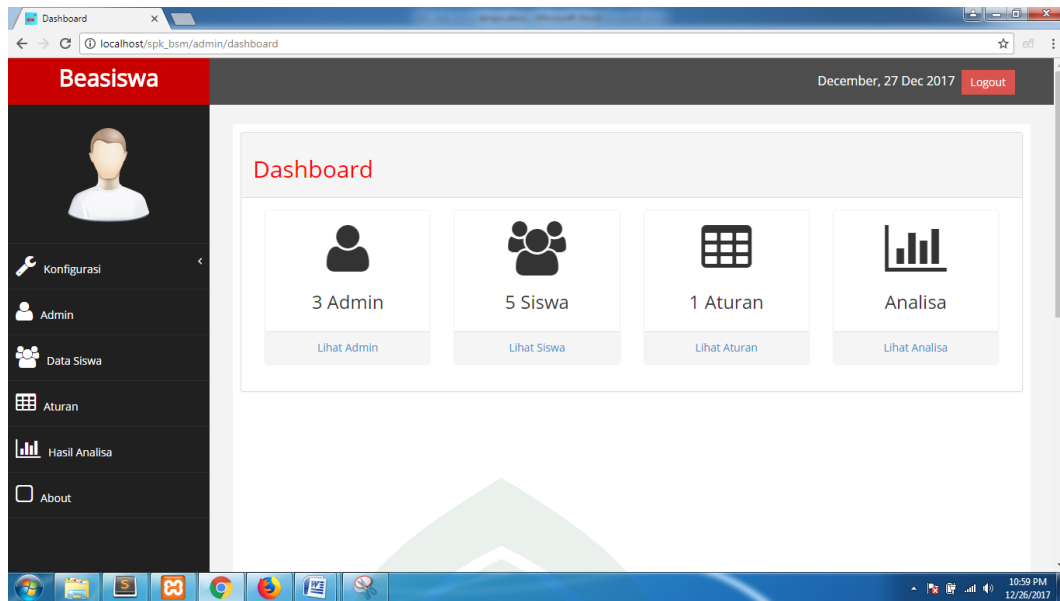 Dashboard
localhost/spk_bsm/admin/dashboard
Beasiswa
December, 27 Dec 2017 Logout
Dashboard
3 Admin
Lihat Admin
5 Siswa
Lihat Siswa
1 Aturan
Lihat Aturan
Analisa
Lihat Analisa
Konfigurasi
Admin
Data Siswa
Aturan
Hasil Analisa
About
10:59 PM
12/26/2017